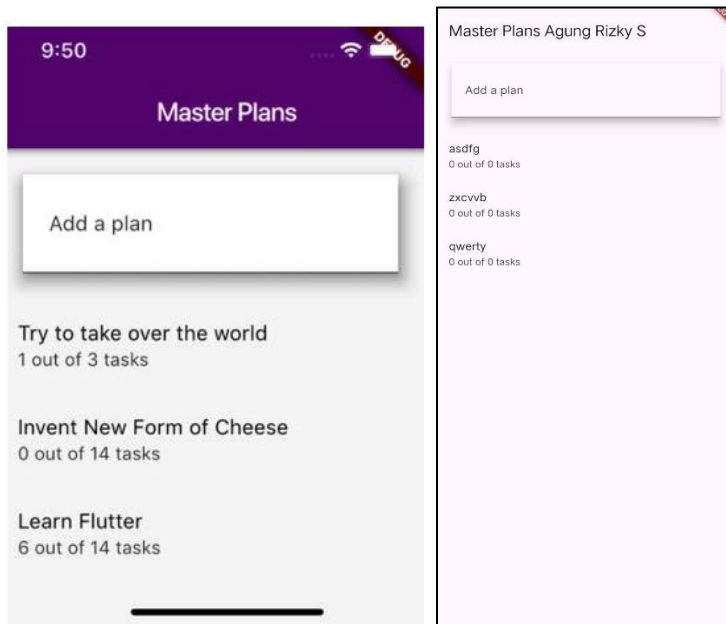 9:50
DEBUG
Master Plans
Add a plan
Try to take over the world
1 out of 3 tasks
Invent New Form of Cheese
0 out of 14 tasks
Learn Flutter
6 out of 14 tasks
Master Plans Agung Rizky S
Add a plan
asdfg
0 out of 0 tasks
zxcvvb
0 out of 0 tasks
qwerty
0 out of 0 tasks